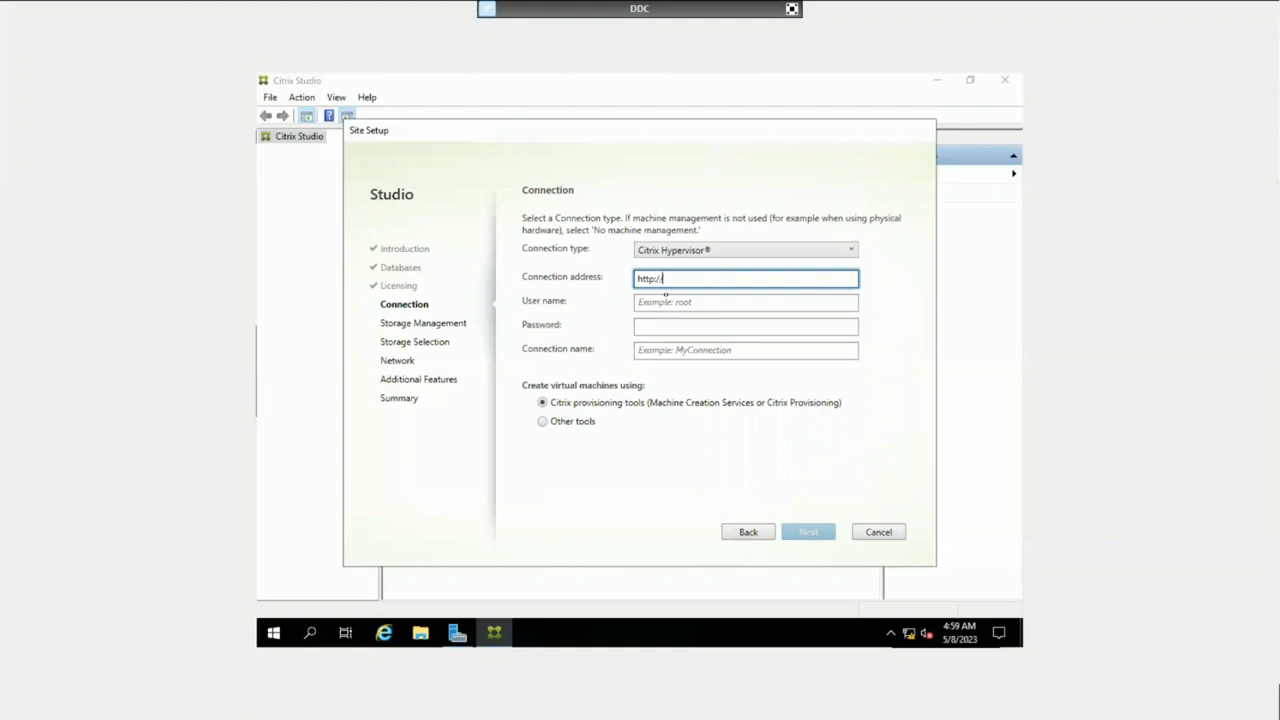 DDC
Citrix Studio
File Action View Help
Citrix Studio
Site Setup
Studio
Introduction
Databases
Licensing
Connection
Storage Management
Storage Selection
Network
Additional Features
Summary
Connection
Select a Connection type. If machine management is not used (for example when using physical
hardware), select 'No machine management.'
Connection type: Citrix Hypervisor®
Connection address: http://
User name: Example: root
Password:
Connection name: Example: MyConnection
Create virtual machines using:
Citrix provisioning tools (Machine Creation Services or Citrix Provisioning)
Other tools
Back Next Cancel
4:59 AM
5/8/2023